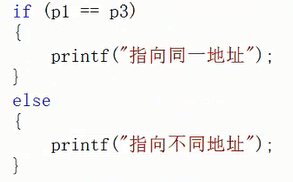 if (p1 == p3)
{
    printf("指向同一地址");
}
else
{
    printf("指向不同地址");
}